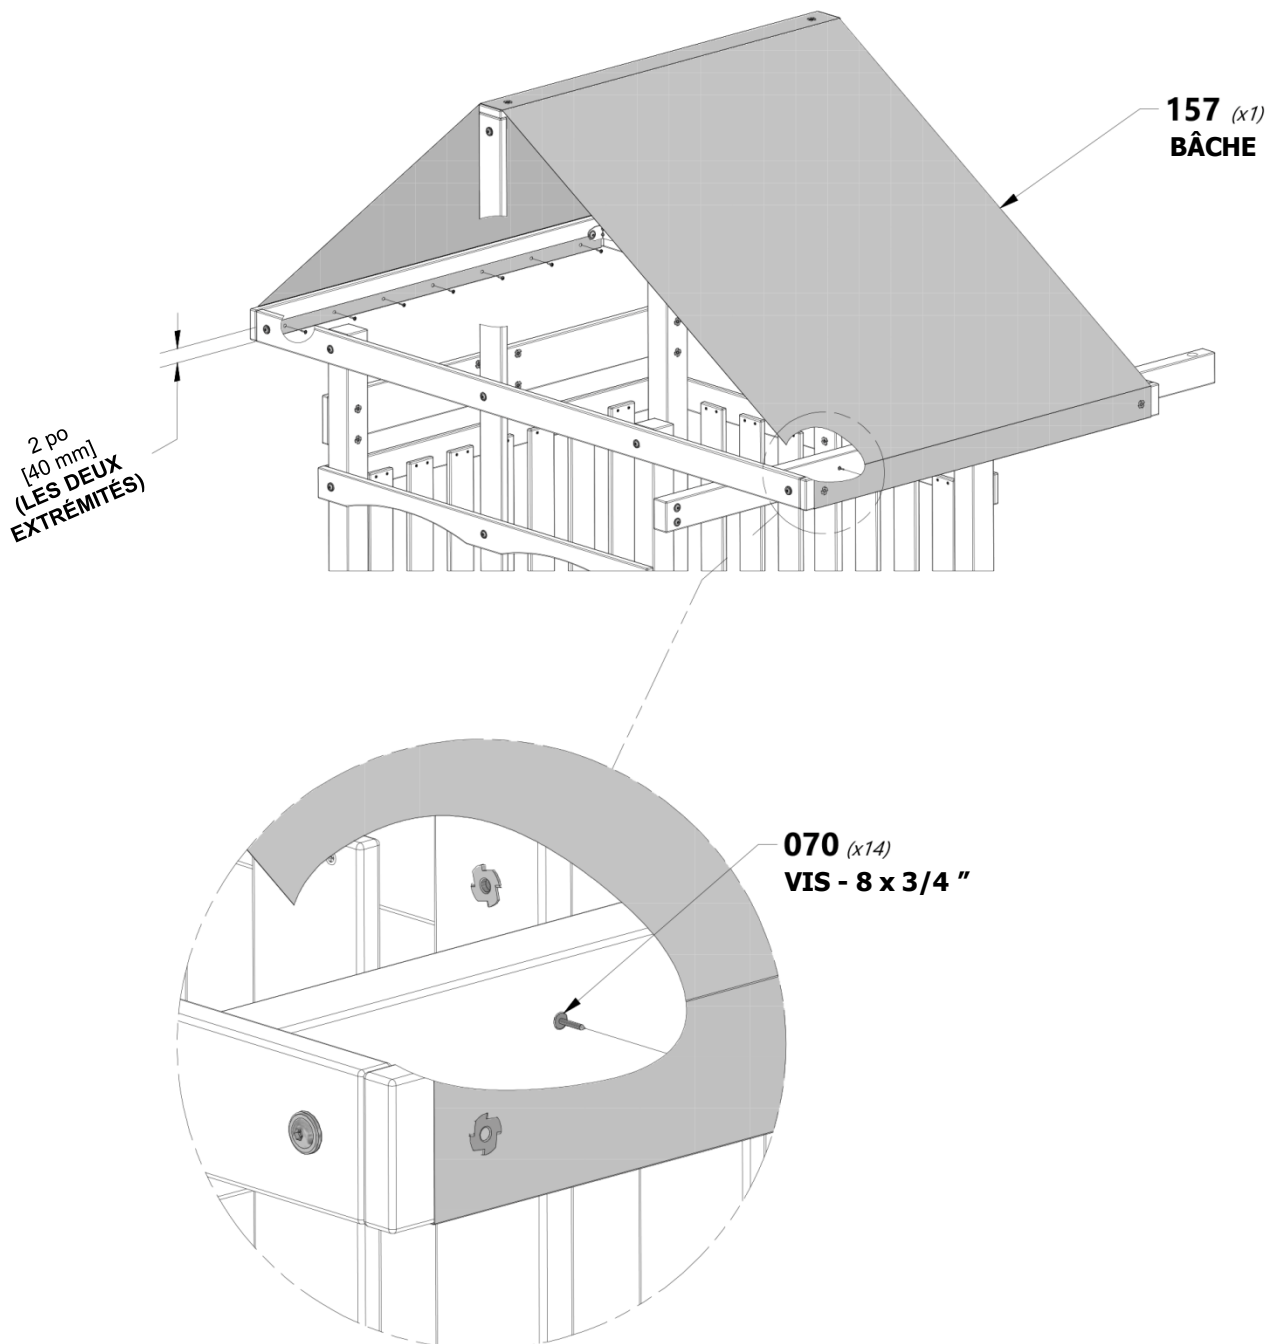 157 (x1)
BÂCHE
2 po
[40 mm]
(LES DEUX
EXTRÉMITÉS)
070 (x14)
VIS - 8 x 3/4 "